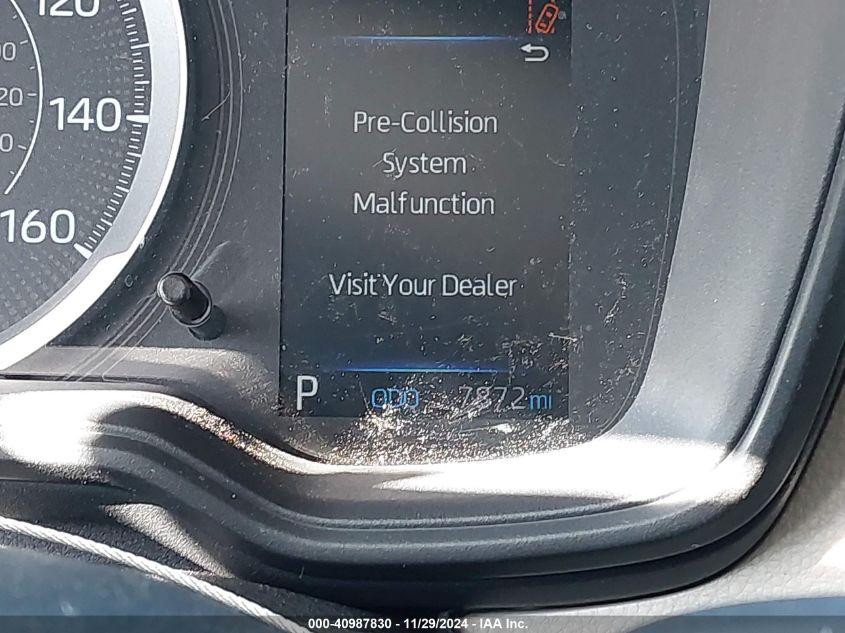 120
140
160
20
Pre-Collision
System
Malfunction
Visit Your Dealer
P ODO 7872 mi
000-40987830 - 11/29/2024 - IAA Inc.